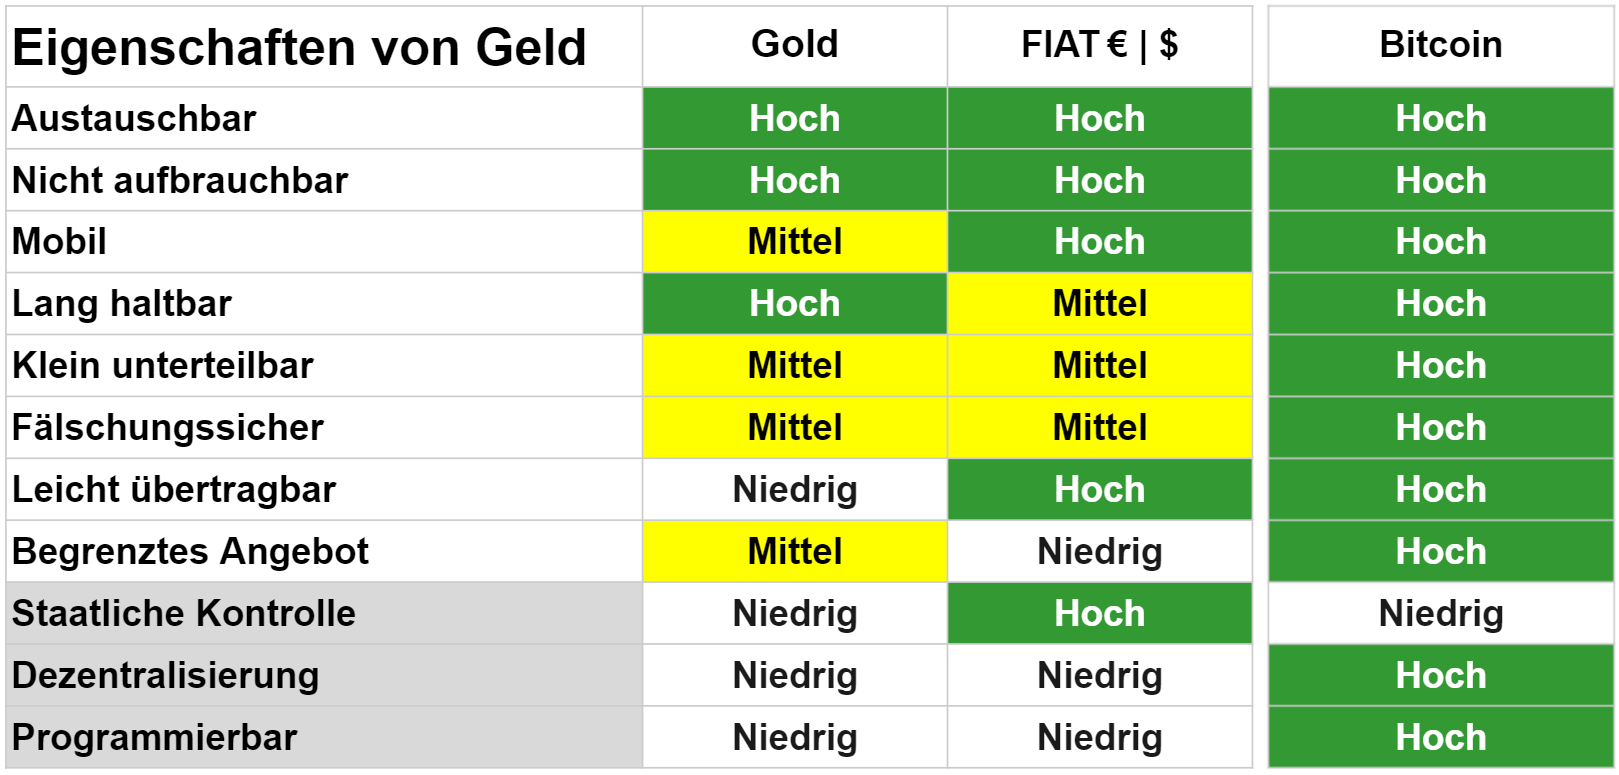 Eigenschaften von Geld Gold FIAT € | $ Bitcoin
Austauschbar Hoch Hoch Hoch
Nicht aufbrauchbar Hoch Hoch Hoch
Mobil Mittel Hoch Hoch
Lang haltbar Hoch Mittel Hoch
Klein unterteilbar Mittel Mittel Hoch
Fälschungssicher Mittel Mittel Hoch
Leicht übertragbar Niedrig Hoch Hoch
Begrenztes Angebot Mittel Niedrig Hoch
Staatliche Kontrolle Niedrig Hoch Niedrig
Dezentralisierung Niedrig Niedrig Hoch
Programmierbar Niedrig Niedrig Hoch